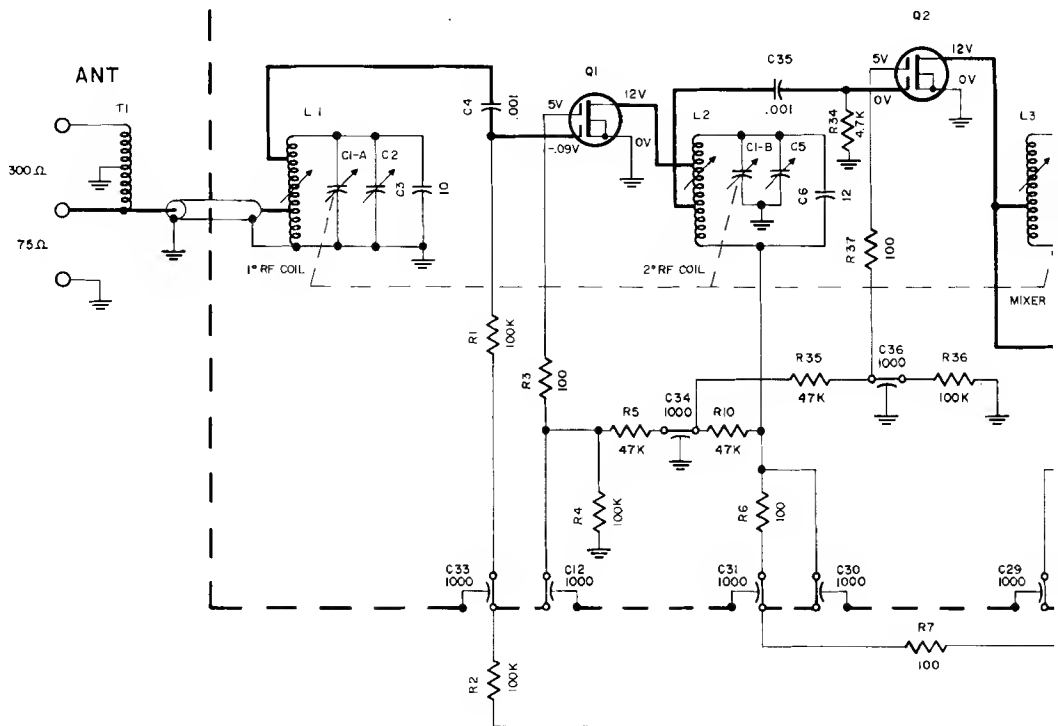 Q2
ANT
T1
300Ω
75Ω
L1
C1-A
C2
C3
10
1° RF COIL
C4
.001
Q1
5V
12V
-.09V
0V
L2
C1-B
C5
C6
12
2° RF COIL
C35
.001
R34
4.7K
5V
12V
0V
0V
L3
MIXER
R37
100
R1
100K
R3
100
R5
47K
C34
1000
R10
47K
R35
47K
C36
1000
R36
100K
R4
100K
R6
100
C33
1000
C12
1000
C31
1000
C30
1000
C29
1000
R7
100
R2
100K